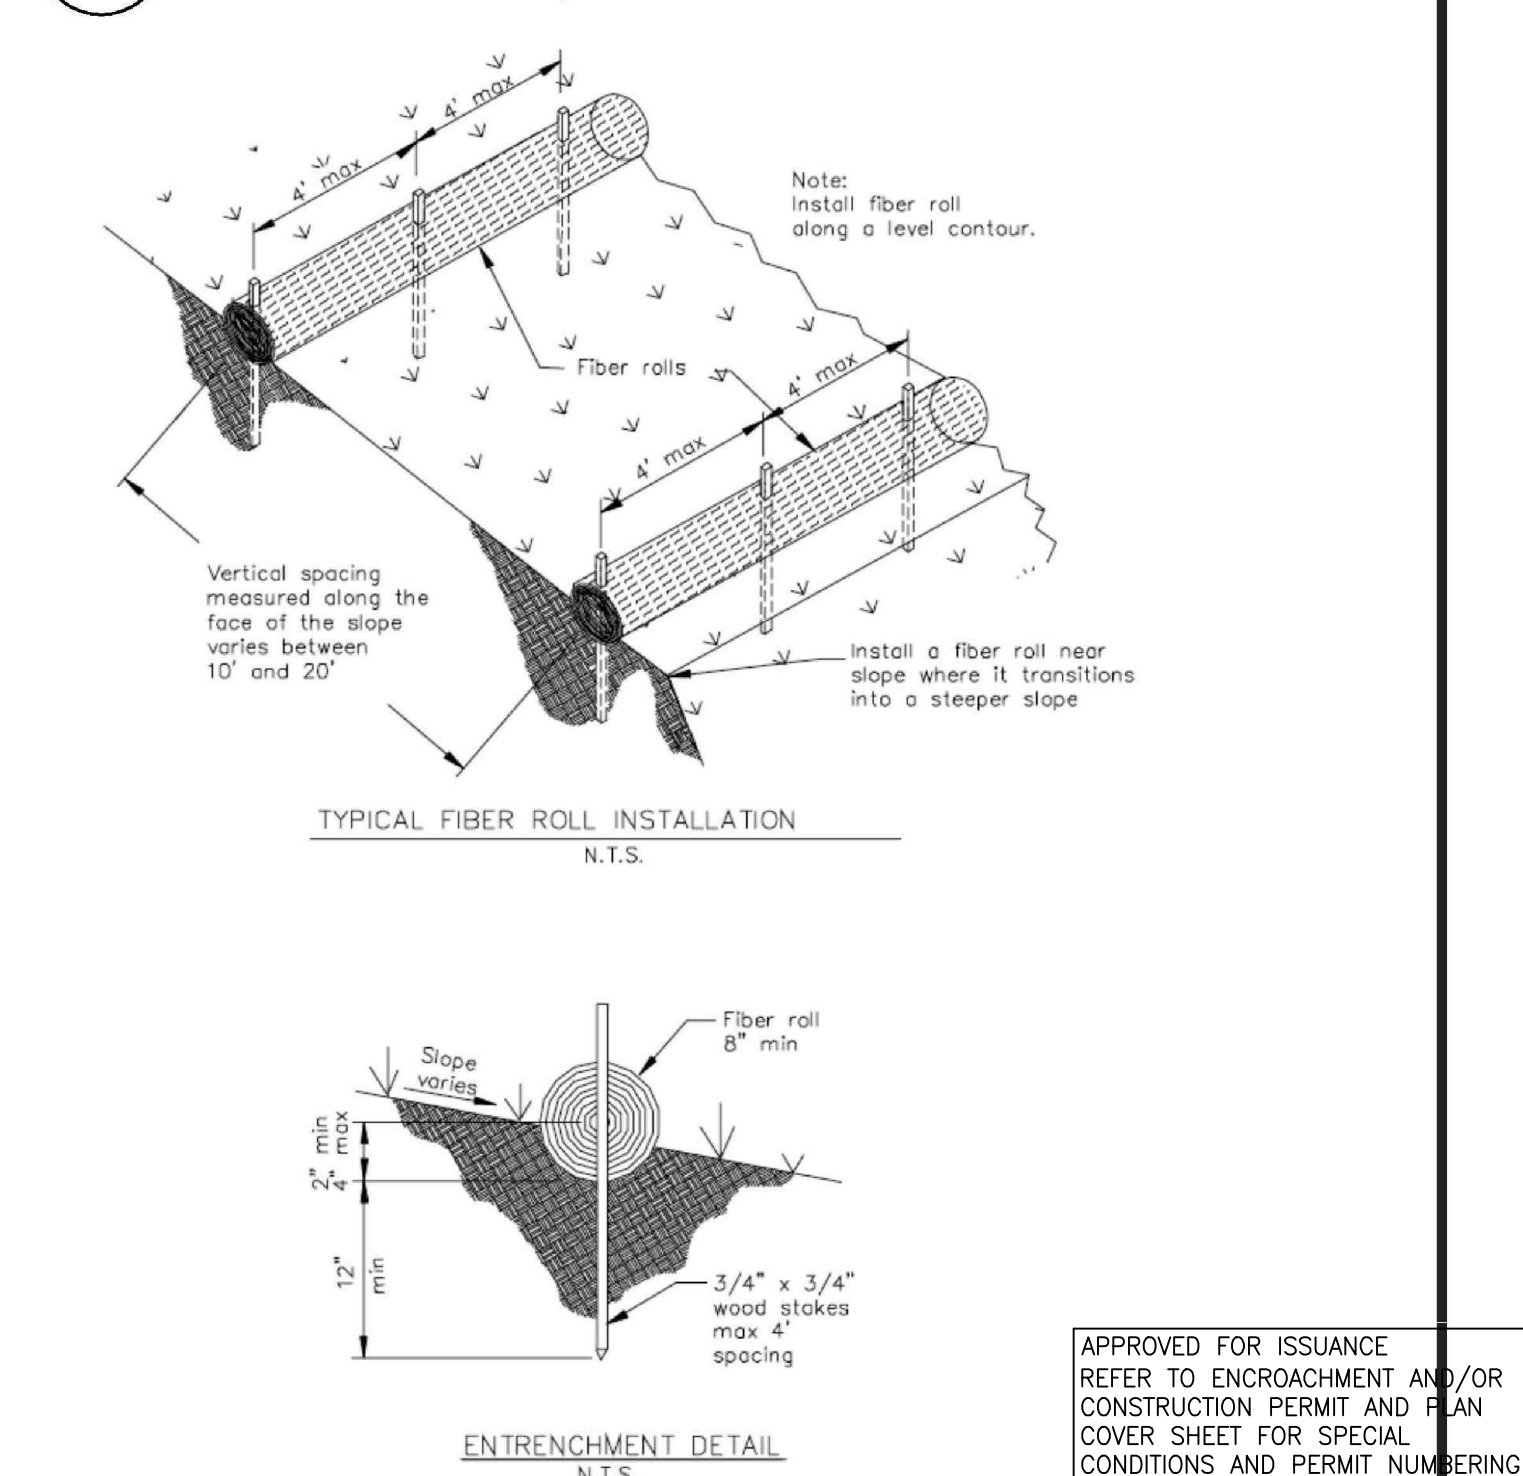 4' max
4' max
Note:
Install fiber roll
along a level contour.
Fiber rolls
4' max
4' max
Vertical spacing
measured along the
face of the slope
varies between
10' and 20'
Install a fiber roll near
slope where it transitions
into a steeper slope
TYPICAL FIBER ROLL INSTALLATION
N.T.S.
Fiber roll
8" min
Slope
varies
2" min
4" max
12"
min
3/4" x 3/4"
wood stakes
max 4'
spacing
ENTRENCHMENT DETAIL
N.T.S.
APPROVED FOR ISSUANCE
REFER TO ENCROACHMENT AND/OR
CONSTRUCTION PERMIT AND PLAN
COVER SHEET FOR SPECIAL
CONDITIONS AND PERMIT NUMBERING